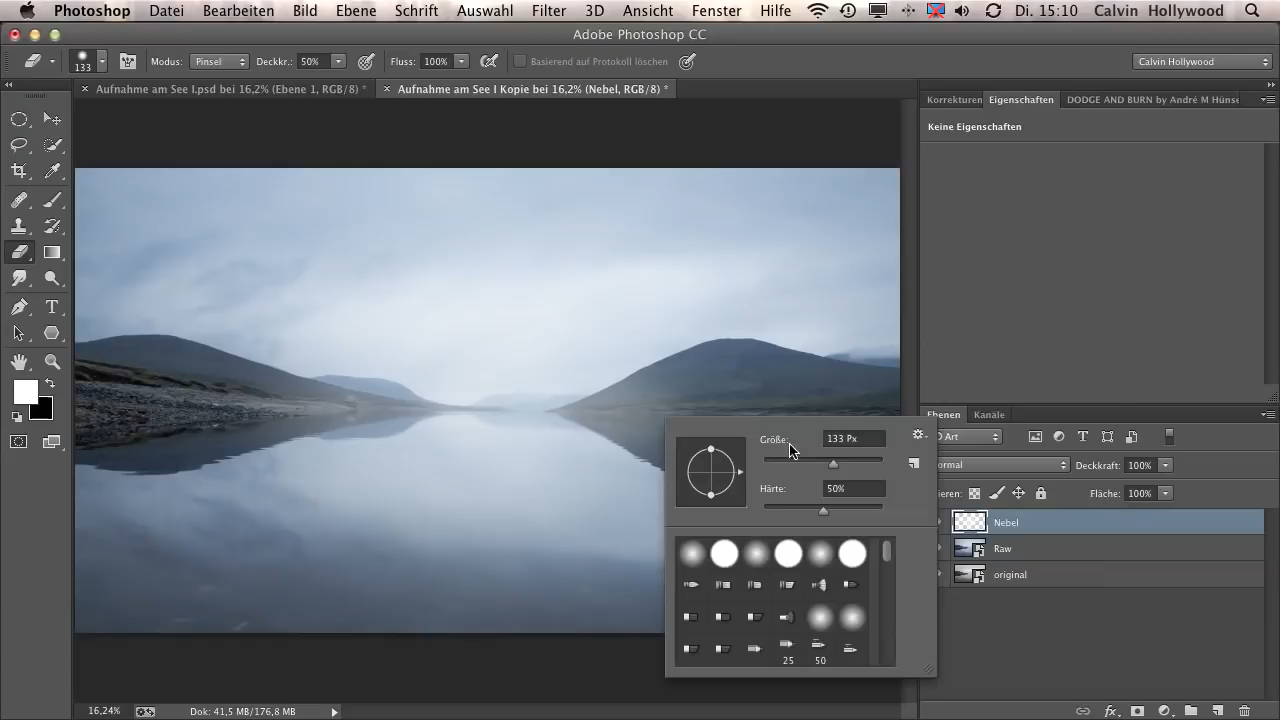 Photoshop Datei Bearbeiten Bild Ebene Schrift Auswahl Filter 3D Ansicht Fenster Hilfe Di. 15:10 Calvin Hollywood
Adobe Photoshop CC
133 Modus: Pinsel Deckkr.: 50% Fluss: 100% Basierend auf Protokoll löschen Calvin Hollywood
Aufnahme am See I.psd bei 16,2% (Ebene 1, RGB/8) * Aufnahme am See I Kopie bei 16,2% (Nebel, RGB/8) *
Korrekturen Eigenschaften DODGE AND BURN by André M Hünse
Keine Eigenschaften
Ebenen Kanäle
Größe: 133 Px
Art
ormal Deckkraft: 100%
Härte: 50%
ieren: Fläche: 100%
Nebel
Raw
original
25 50
16,24% Dok: 41,5 MB/176,8 MB